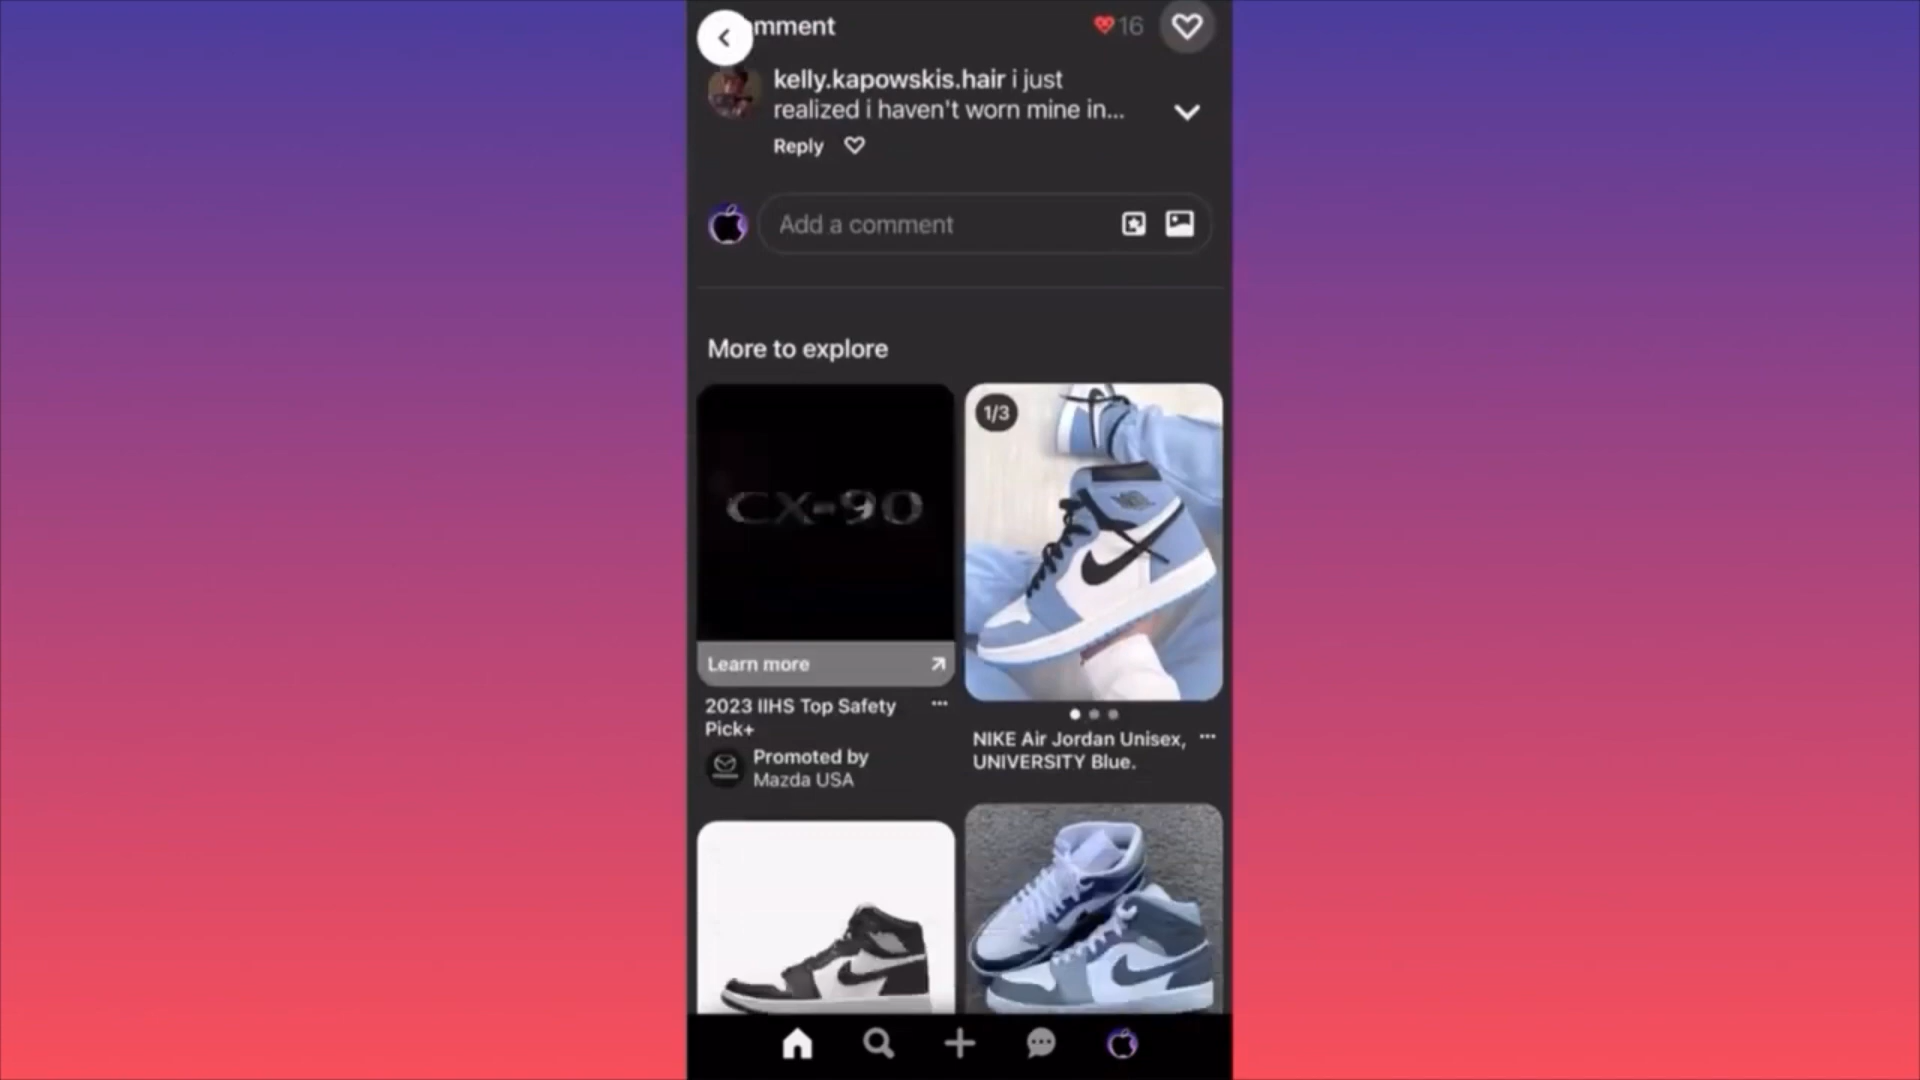 omment
16
kelly.kapowskis.hair i just
realized i haven't worn mine in...
Reply
Add a comment
More to explore
CX-90
1/3
Learn more
2023 IIHS Top Safety
Pick+
Promoted by
Mazda USA
NIKE Air Jordan Unisex,
UNIVERSITY Blue.